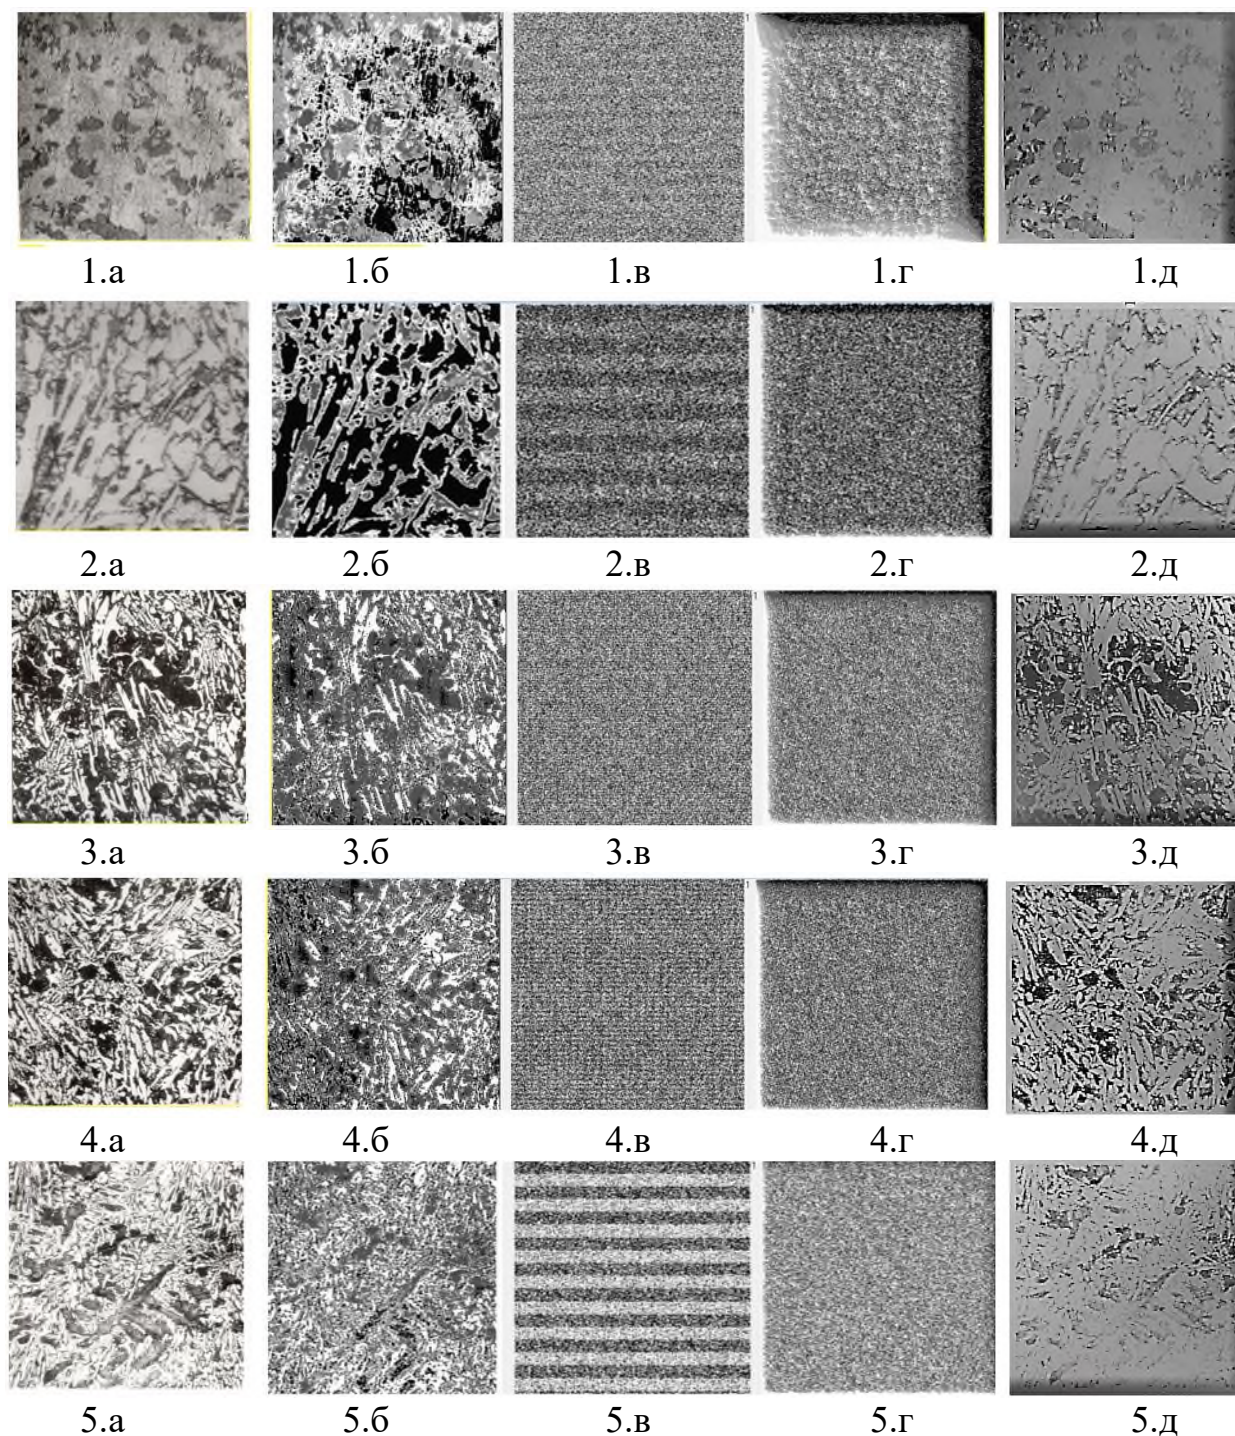 1.а 1.б 1.в 1.г 1.д
2.а 2.б 2.в 2.г 2.д
3.а 3.б 3.в 3.г 3.д
4.а 4.б 4.в 4.г 4.д
5.а 5.б 5.в 5.г 5.д